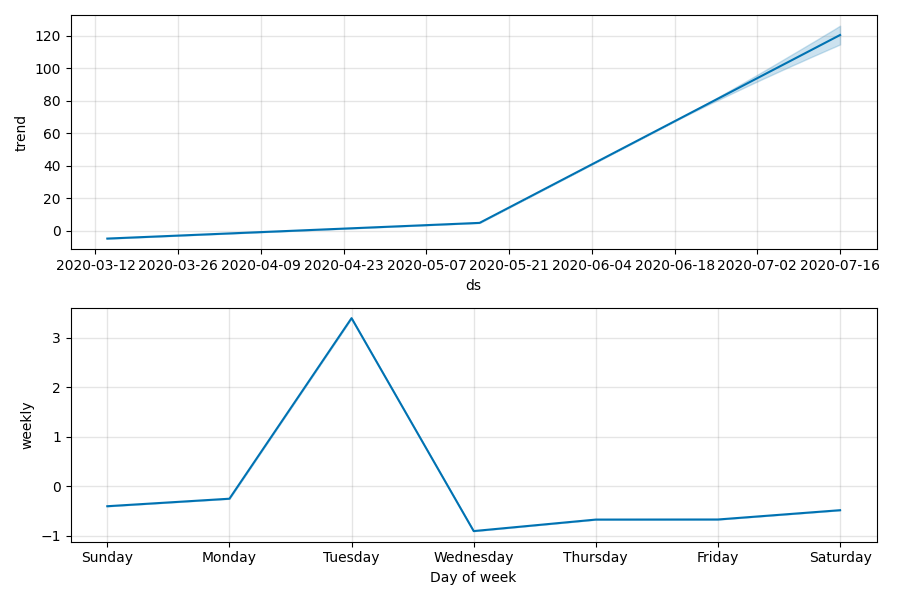 120
100
80
60
40
20
0
trend
2020-03-12 2020-03-26 2020-04-09 2020-04-23 2020-05-07 2020-05-21 2020-06-04 2020-06-18 2020-07-02 2020-07-16
ds
3
2
1
0
−1
weekly
Sunday Monday Tuesday Wednesday Thursday Friday Saturday
Day of week